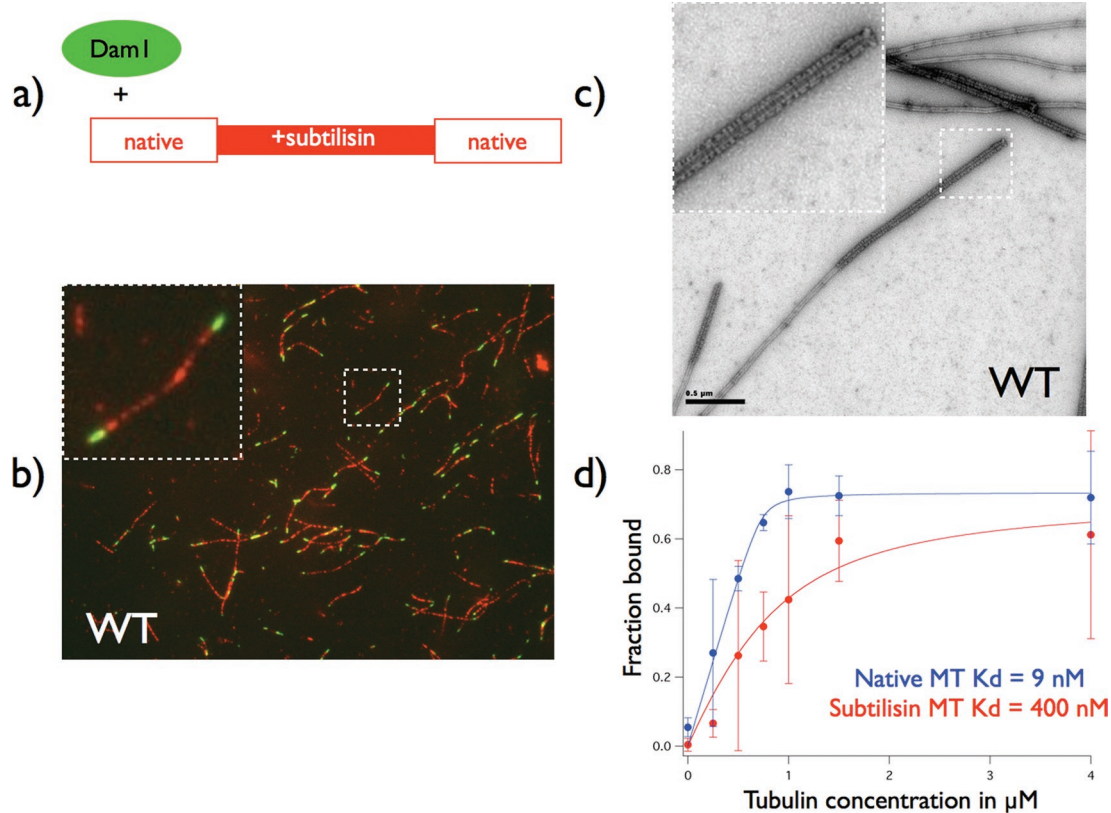 a)
Dam1
+
native
+subtilisin
native
b)
WT
c)
0.5 µm
WT
d)
Fraction bound
0.8
0.6
0.4
0.2
0.0
Native MT Kd = 9 nM
Subtilisin MT Kd = 400 nM
0
1
2
3
4
Tubulin concentration in µM